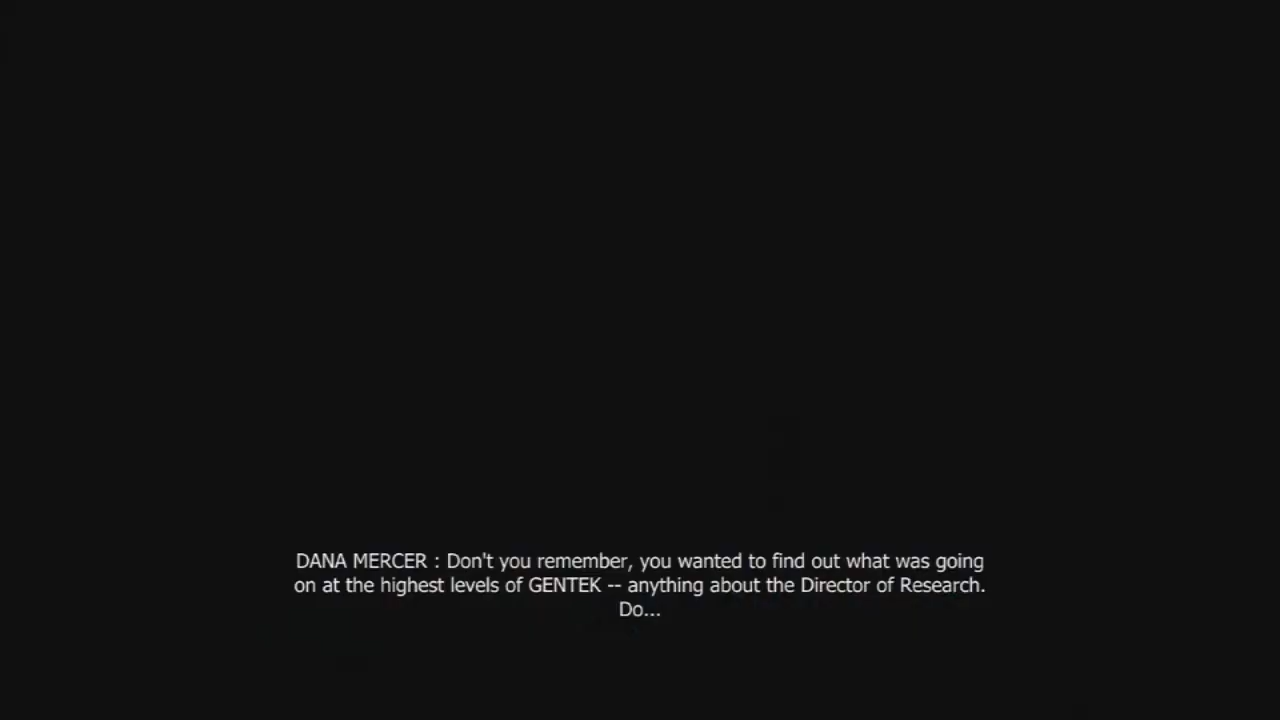 DANA MERCER : Don't you remember, you wanted to find out what was going
on at the highest levels of GENTEK -- anything about the Director of Research.
Do...